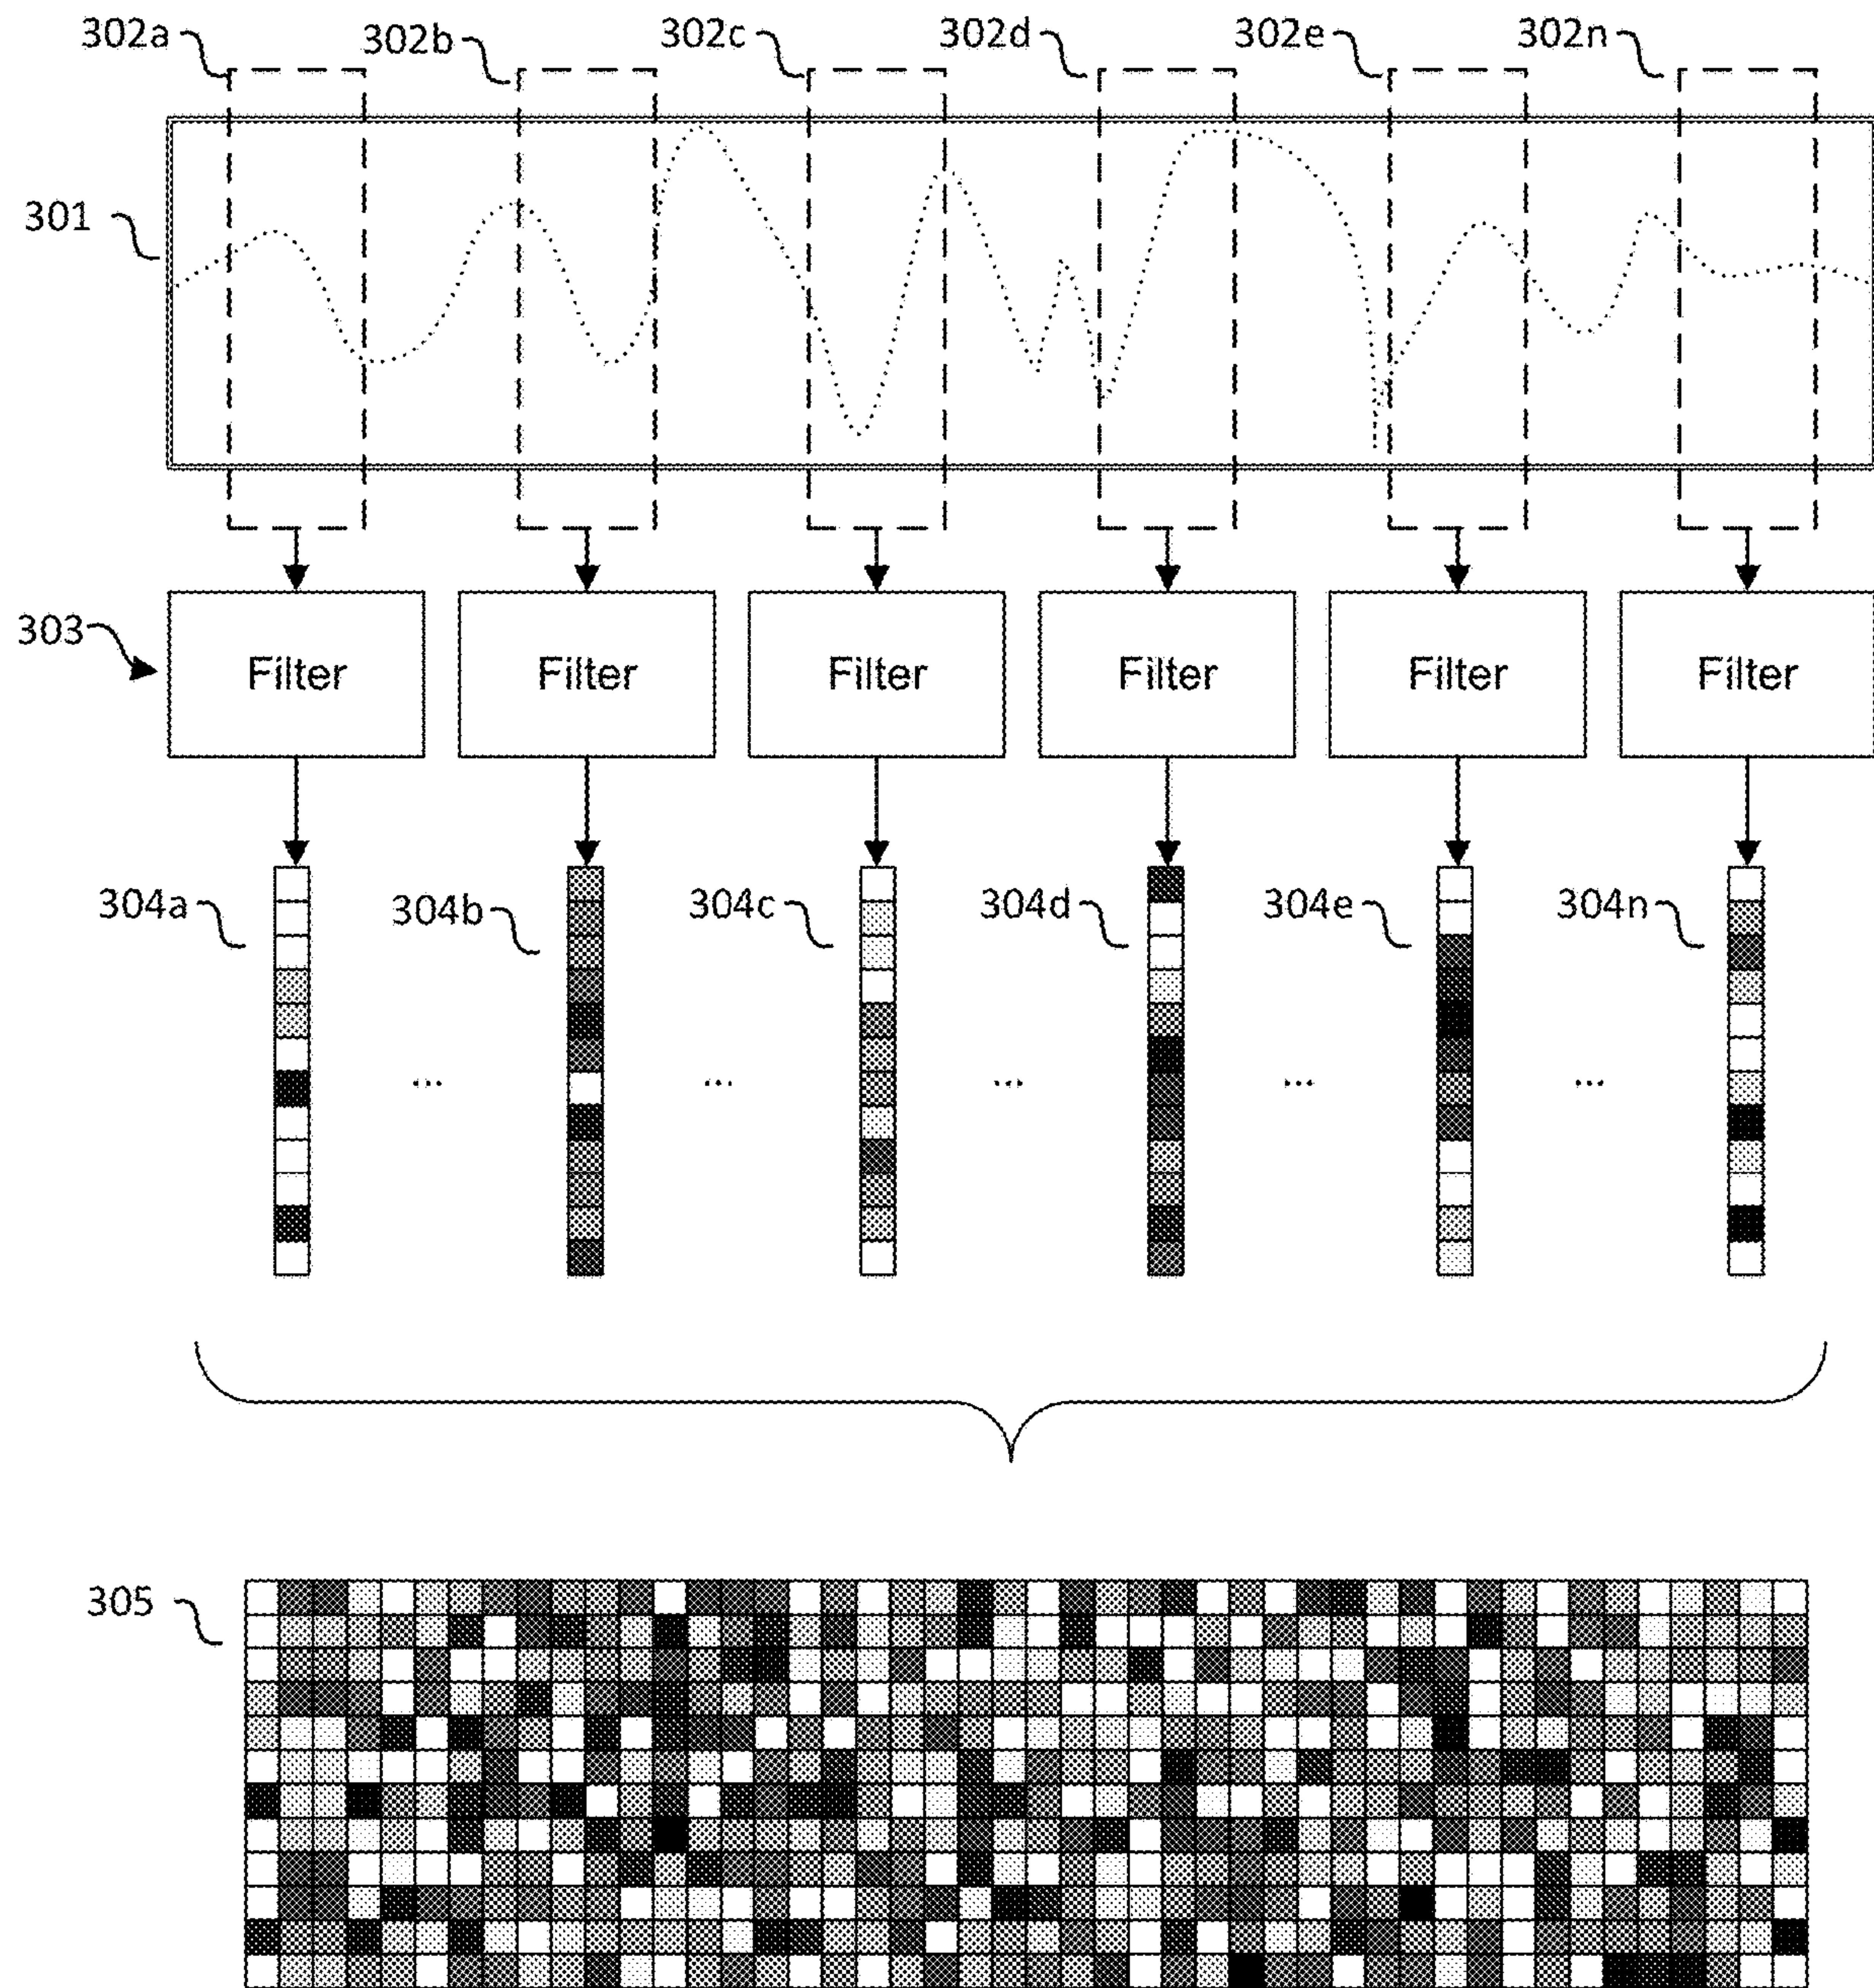 302a 302b 302c 302d 302e 302n
301
303
Filter Filter Filter Filter Filter Filter
304a 304b 304c 304d 304e 304n
... ... ... ... ...
305